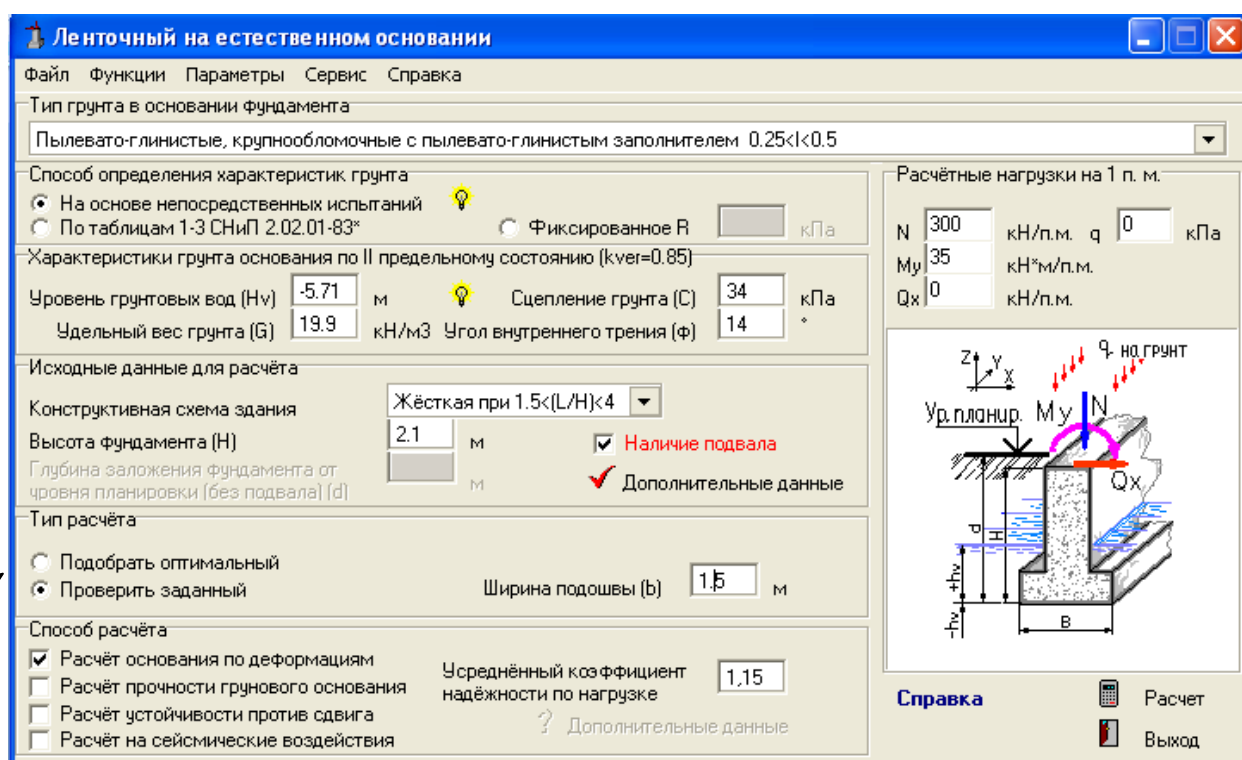 Ленточный на естественном основании
Файл Функции Параметры Сервис Справка
Тип грунта в основании фундамента
Пылевато-глинистые, крупнообломочные с пылевато-глинистым заполнителем 0.25<I<0.5
Способ определения характеристик грунта
На основе непосредственных испытаний
По таблицам 1-3 СНиП 2.02.01-83*
Фиксированное R кПа
Характеристики грунта основания по II предельному состоянию (kver=0.85)
Уровень грунтовых вод (Hv) -5.71 м Сцепление грунта (C) 34 кПа
Удельный вес грунта (G) 19.9 кН/м3 Угол внутреннего трения (ф) 14 °
Исходные данные для расчёта
Конструктивная схема здания Жёсткая при 1.5<(L/H)<4
Высота фундамента (H) 2.1 м Наличие подвала
Глубина заложения фундамента от
уровня планировки (без подвала) (d) м Дополнительные данные
Тип расчёта
Подобрать оптимальный
Проверить заданный Ширина подошвы (b) 1.5 м
Способ расчёта
Расчёт основания по деформациям
Расчёт прочности грунового основания
Расчёт устойчивости против сдвига
Расчёт на сейсмические воздействия
Усреднённый коэффициент
надёжности по нагрузке 1,15
? Дополнительные данные
Расчётные нагрузки на 1 п. м.
N 300 кН/п.м. q 0 кПа
My 35 кН*м/п.м.
Qx 0 кН/п.м.
Z Y X q на грунт
Ур.планир. My N
Qx
d H
+hv
-hv B
Справка Расчет
Выход